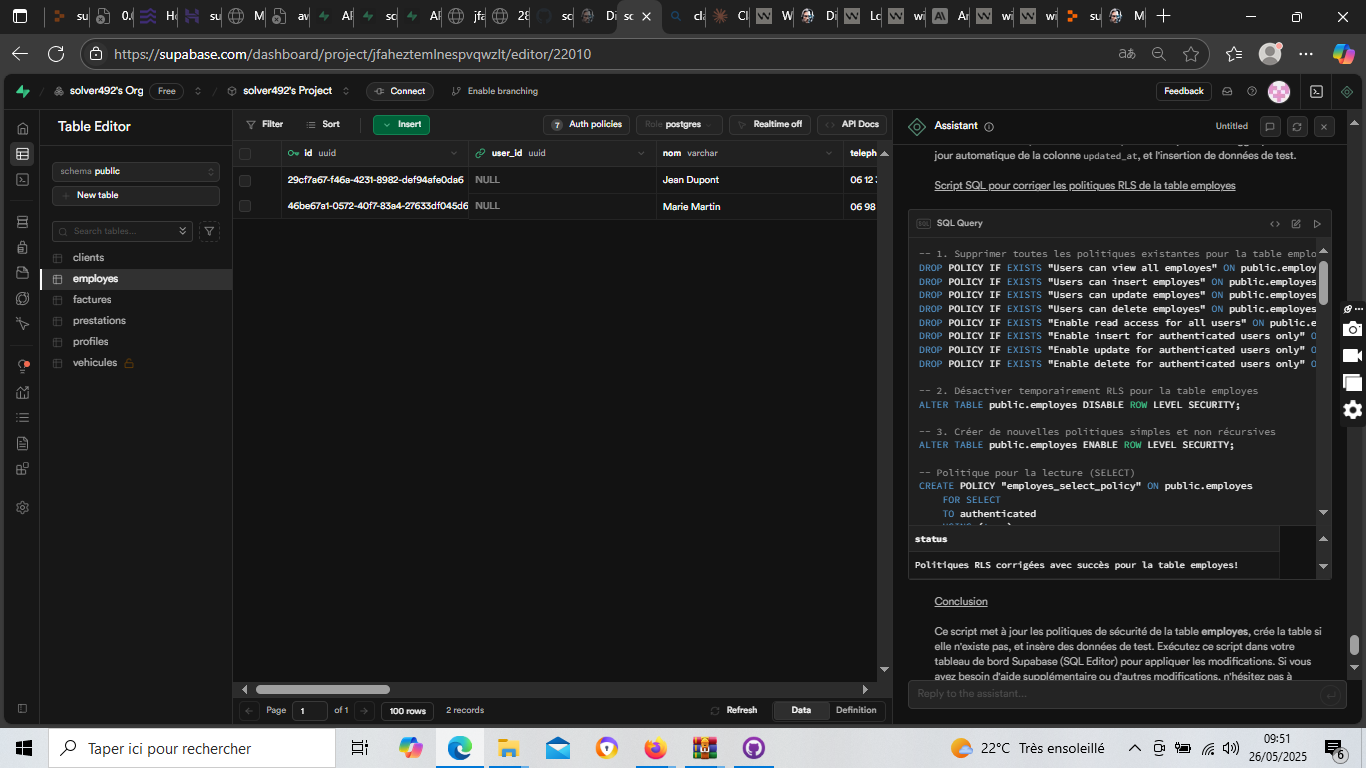 su
0.0
Ho
su
M
av
AI
sc
AI
jfa
28
sc
Di
sc
su
cla
Cl
W
Di
Lo
wi
Ar
wi
wi
su
M
https://supabase.com/dashboard/project/jfaheztemlnespvqwzlt/editor/22010
solver492's Org Free solver492's Project Connect Enable branching Feedback
Table Editor
schema public
New table
Search tables...
clients
employes
factures
prestations
profiles
vehicules
Filter Sort Insert 7 Auth policies Role postgres Realtime off API Docs
id uuid user_id uuid nom varchar teleph
29cf7a67-f46a-4231-8982-def94afe0da6 NULL Jean Dupont 06 12 3
46be67a1-0572-40f7-83a4-27633df045d6 NULL Marie Martin 06 98
Page 1 of 1 100 rows 2 records Refresh Data Definition
Assistant Untitled
jour automatique de la colonne updated_at, et l'insertion de données de test.
Script SQL pour corriger les politiques RLS de la table employes
SQL SQL Query
-- 1. Supprimer toutes les politiques existantes pour la table emplo
DROP POLICY IF EXISTS "Users can view all employes" ON public.employ
DROP POLICY IF EXISTS "Users can insert employes" ON public.employes
DROP POLICY IF EXISTS "Users can update employes" ON public.employes
DROP POLICY IF EXISTS "Users can delete employes" ON public.employes
DROP POLICY IF EXISTS "Enable read access for all users" ON public.e
DROP POLICY IF EXISTS "Enable insert for authenticated users only" O
DROP POLICY IF EXISTS "Enable update for authenticated users only" O
DROP POLICY IF EXISTS "Enable delete for authenticated users only" O
-- 2. Désactiver temporairement RLS pour la table employes
ALTER TABLE public.employes DISABLE ROW LEVEL SECURITY;
-- 3. Créer de nouvelles politiques simples et non récursives
ALTER TABLE public.employes ENABLE ROW LEVEL SECURITY;
-- Politique pour la lecture (SELECT)
CREATE POLICY "employes_select_policy" ON public.employes
FOR SELECT
TO authenticated
status
Politiques RLS corrigées avec succès pour la table employes!
Conclusion
Ce script met à jour les politiques de sécurité de la table employes, crée la table si
elle n'existe pas, et insère des données de test. Exécutez ce script dans votre
tableau de bord Supabase (SQL Editor) pour appliquer les modifications. Si vous
avez besoin d'aide supplémentaire ou d'autres modifications, n'hésitez pas à
Reply to the assistant...
Taper ici pour rechercher
22°C Très ensoleillé
09:51
26/05/2025
6